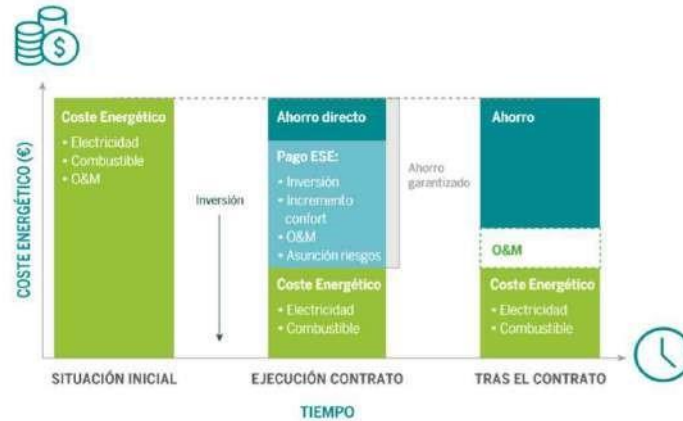 $
COSTE ENERGÉTICO (€)
Coste Energético
• Electricidad
• Combustible
• O&M
Inversión
Ahorro directo
Pago ESE:
• Inversión
• Incremento
confort
• O&M
• Asunción riesgos
Coste Energético
• Electricidad
• Combustible
Ahorro
garantizado
Ahorro
O&M
Coste Energético
• Electricidad
• Combustible
SITUACIÓN INICIAL
EJECUCIÓN CONTRATO
TRAS EL CONTRATO
TIEMPO